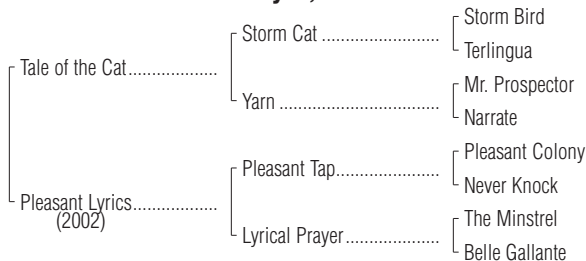 Storm Bird
Storm Cat ........................
Terlingua
Tale of the Cat..................
Mr. Prospector
Yarn .................................
Narrate
Pleasant Colony
Pleasant Tap.....................
Never Knock
Pleasant Lyrics.................
(2002)
The Minstrel
Lyrical Prayer...................
Belle Gallante